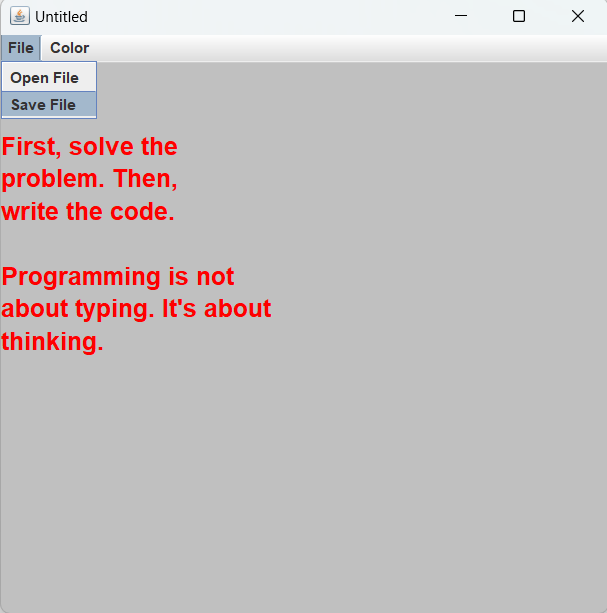 Untitled
File Color
Open File
Save File
First, solve the
problem. Then,
write the code.
Programming is not
about typing. It's about
thinking.